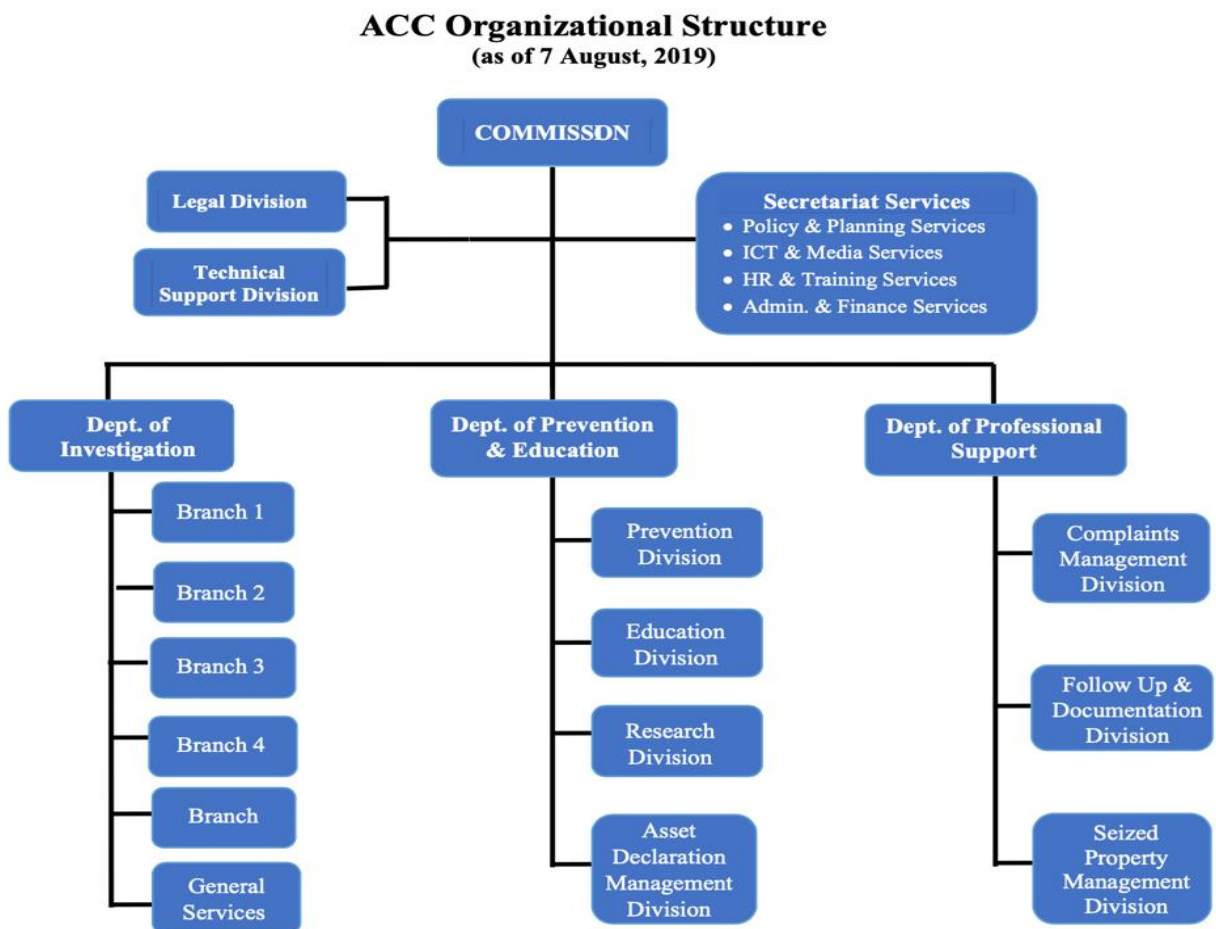 ACC Organizational Structure
(as of 7 August, 2019)
COMMISSON
Legal Division
Technical
Support Division
Secretariat Services
• Policy & Planning Services
• ICT & Media Services
• HR & Training Services
• Admin. & Finance Services
Dept. of
Investigation
Branch 1
Branch 2
Branch 3
Branch 4
Branch
General
Services
Dept. of Prevention
& Education
Prevention
Division
Education
Division
Research
Division
Asset
Declaration
Management
Division
Dept. of Professional
Support
Complaints
Management
Division
Follow Up &
Documentation
Division
Seized
Property
Management
Division